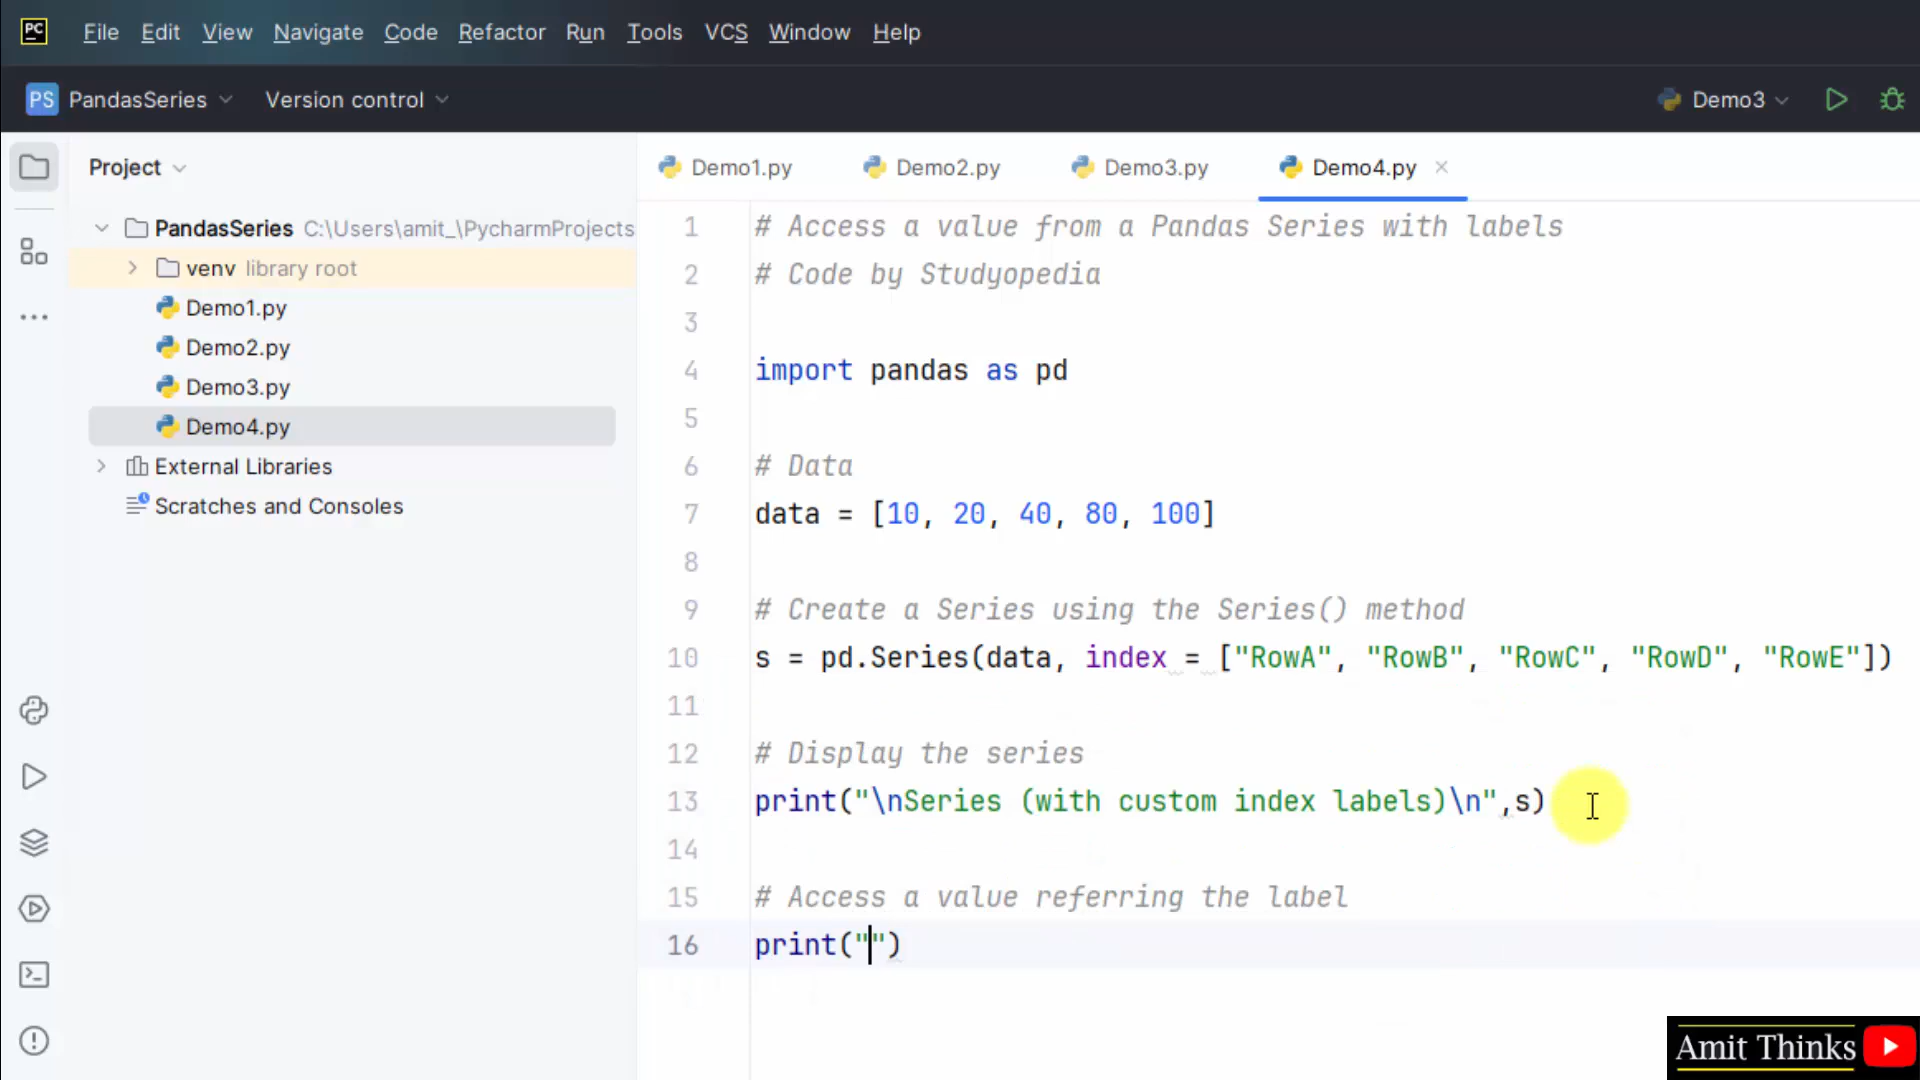 PC File Edit View Navigate Code Refactor Run Tools VCS Window Help
PS PandasSeries Version control Demo3
Project Demo1.py Demo2.py Demo3.py Demo4.py
PandasSeries C:\Users\amit_\PycharmProjects
venv library root
Demo1.py
Demo2.py
Demo3.py
Demo4.py
External Libraries
Scratches and Consoles
1 # Access a value from a Pandas Series with labels
2 # Code by Studyopedia
3
4 import pandas as pd
5
6 # Data
7 data = [10, 20, 40, 80, 100]
8
9 # Create a Series using the Series() method
10 s = pd.Series(data, index = ["RowA", "RowB", "RowC", "RowD", "RowE"])
11
12 # Display the series
13 print("\nSeries (with custom index labels)\n",s)
14
15 # Access a value referring the label
16 print("")
Amit Thinks